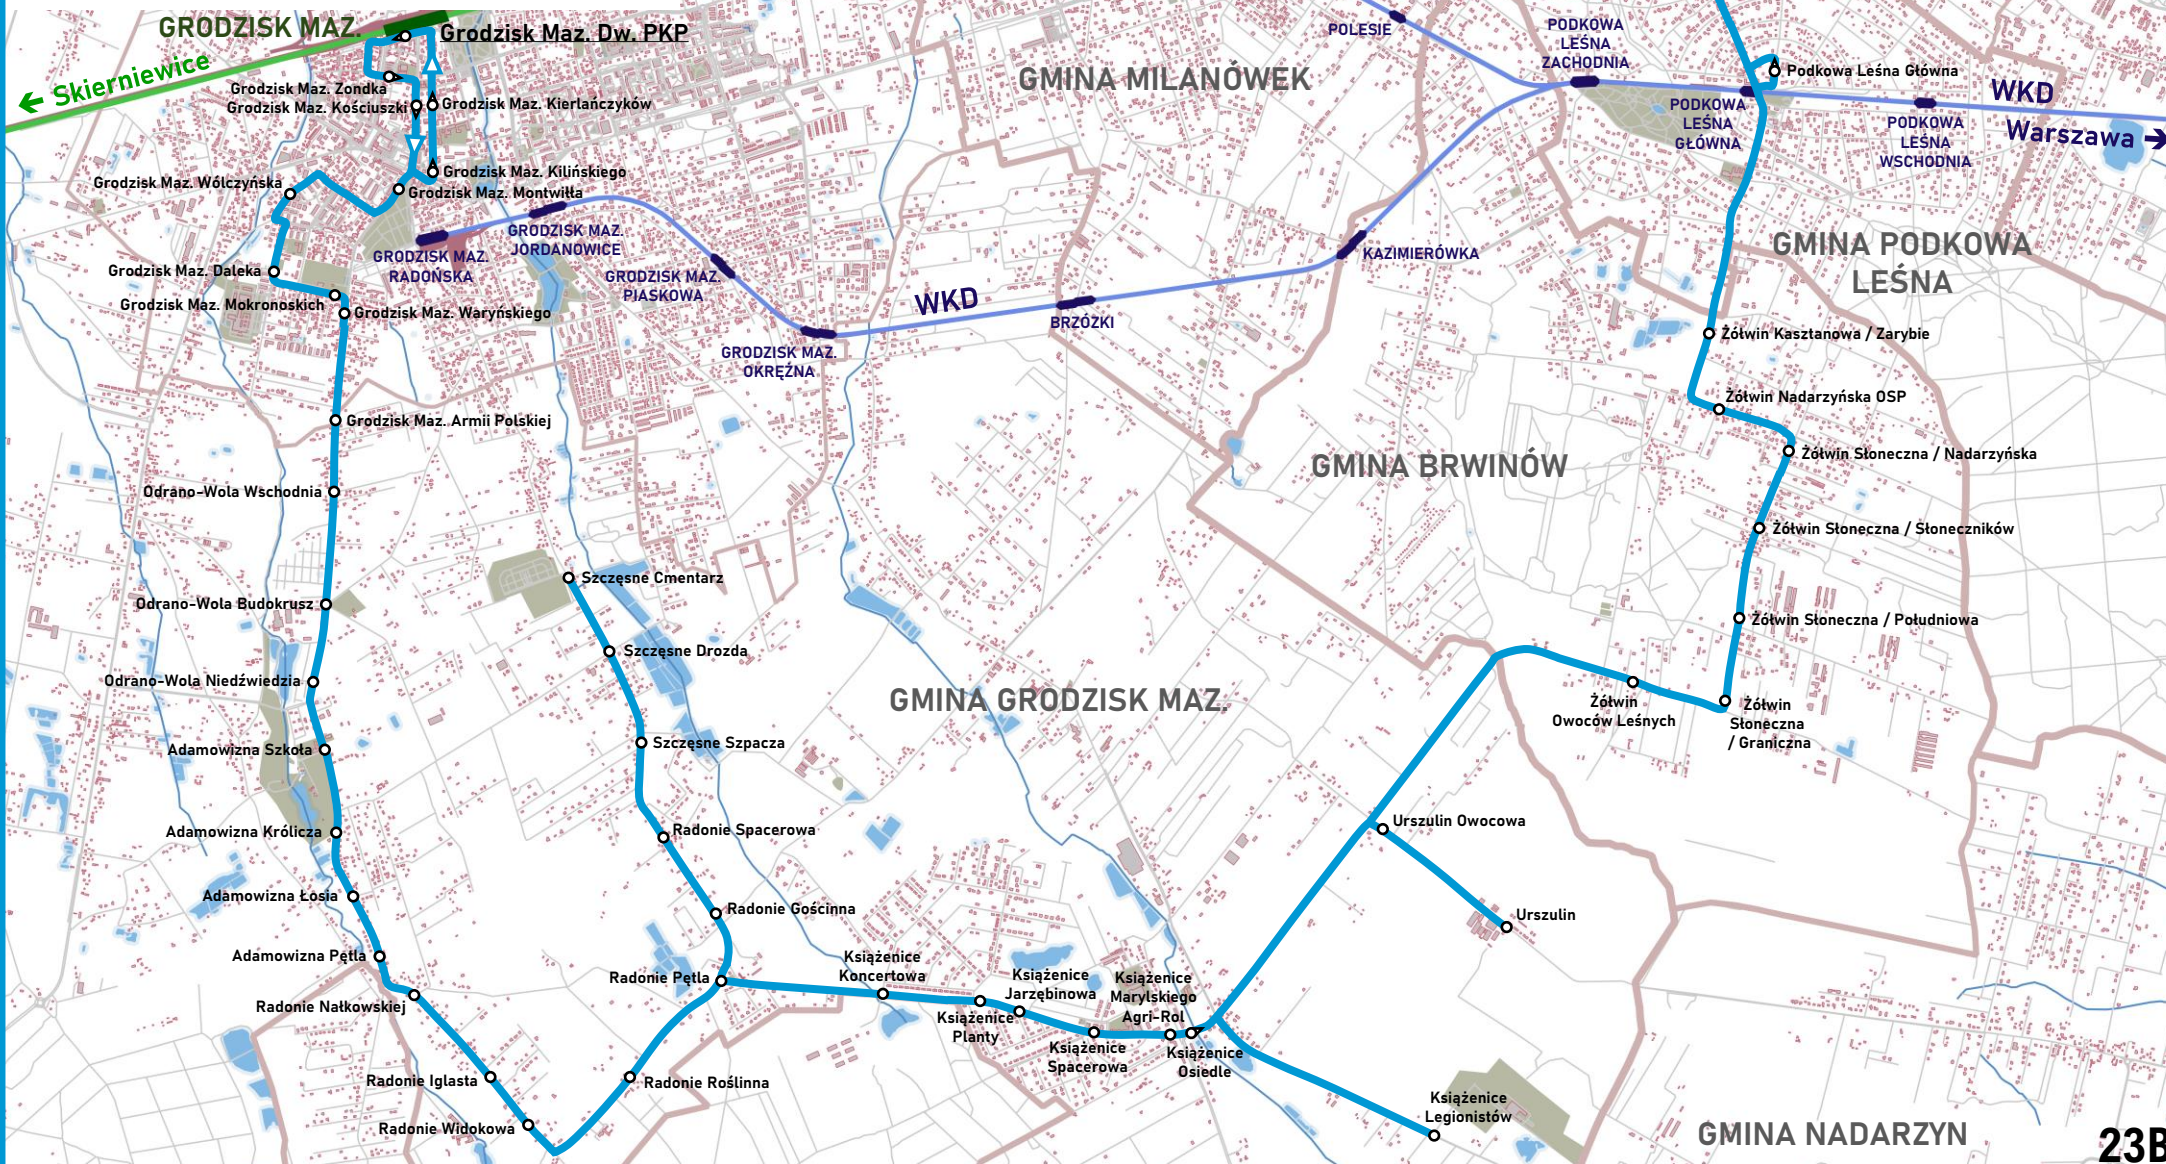 GRODZISK MAZ.
Grodzisk Maz. Dw. PKP
← Skierniewice
Grodzisk Maz. Żondka
Grodzisk Maz. Kościuszki
Grodzisk Maz. Kierlańczyków
Grodzisk Maz. Kilińskiego
Grodzisk Maz. Wólczyńska
Grodzisk Maz. Montwiłła
GRODZISK MAZ.
RADOŃSKA
GRODZISK MAZ.
JORDANOWICE
GRODZISK MAZ.
PIASKOWA
Grodzisk Maz. Daleka
Grodzisk Maz. Mokronoskich
Grodzisk Maz. Waryńskiego
GRODZISK MAZ.
OKRĘŻNA
WKD
BRZÓZKI
KAZIMIERÓWKA
GMINA MILANÓWEK
POLESIE
PODKOWA
LEŚNA
ZACHODNIA
PODKOWA
LEŚNA
GŁÓWNA
Podkowa Leśna Główna
PODKOWA
LEŚNA
WSCHODNIA
WKD
Warszawa →
GMINA PODKOWA
LEŚNA
Żółwin Kasztanowa / Zarybie
Żółwin Nadarzyńska OSP
Żółwin Słoneczna / Nadarzyńska
Żółwin Słoneczna / Słoneczników
Żółwin Słoneczna / Południowa
Żółwin
Słoneczna
/ Graniczna
Żółwin
Owoców Leśnych
GMINA BRWINÓW
Grodzisk Maz. Armii Polskiej
Odrano-Wola Wschodnia
Odrano-Wola Budokrusz
Odrano-Wola Niedźwiedzia
Adamowizna Szkoła
Adamowizna Królicza
Adamowizna Łosia
Adamowizna Pętla
Radonie Nałkowskiej
Radonie Iglasta
Radonie Widokowa
Radonie Roślinna
Radonie Pętla
Radonie Gościnna
Radonie Spacerowa
Szczęsne Szpacza
Szczęsne Drozda
Szczęsne Cmentarz
GMINA GRODZISK MAZ.
Książenice
Koncertowa
Książenice
Planty
Książenice
Jarzębinowa
Książenice
Spacerowa
Książenice
Marylskiego
Agri-Rol
Książenice
Osiedle
Urszulin Owocowa
Urszulin
Książenice
Legionistów
GMINA NADARZYN
23B